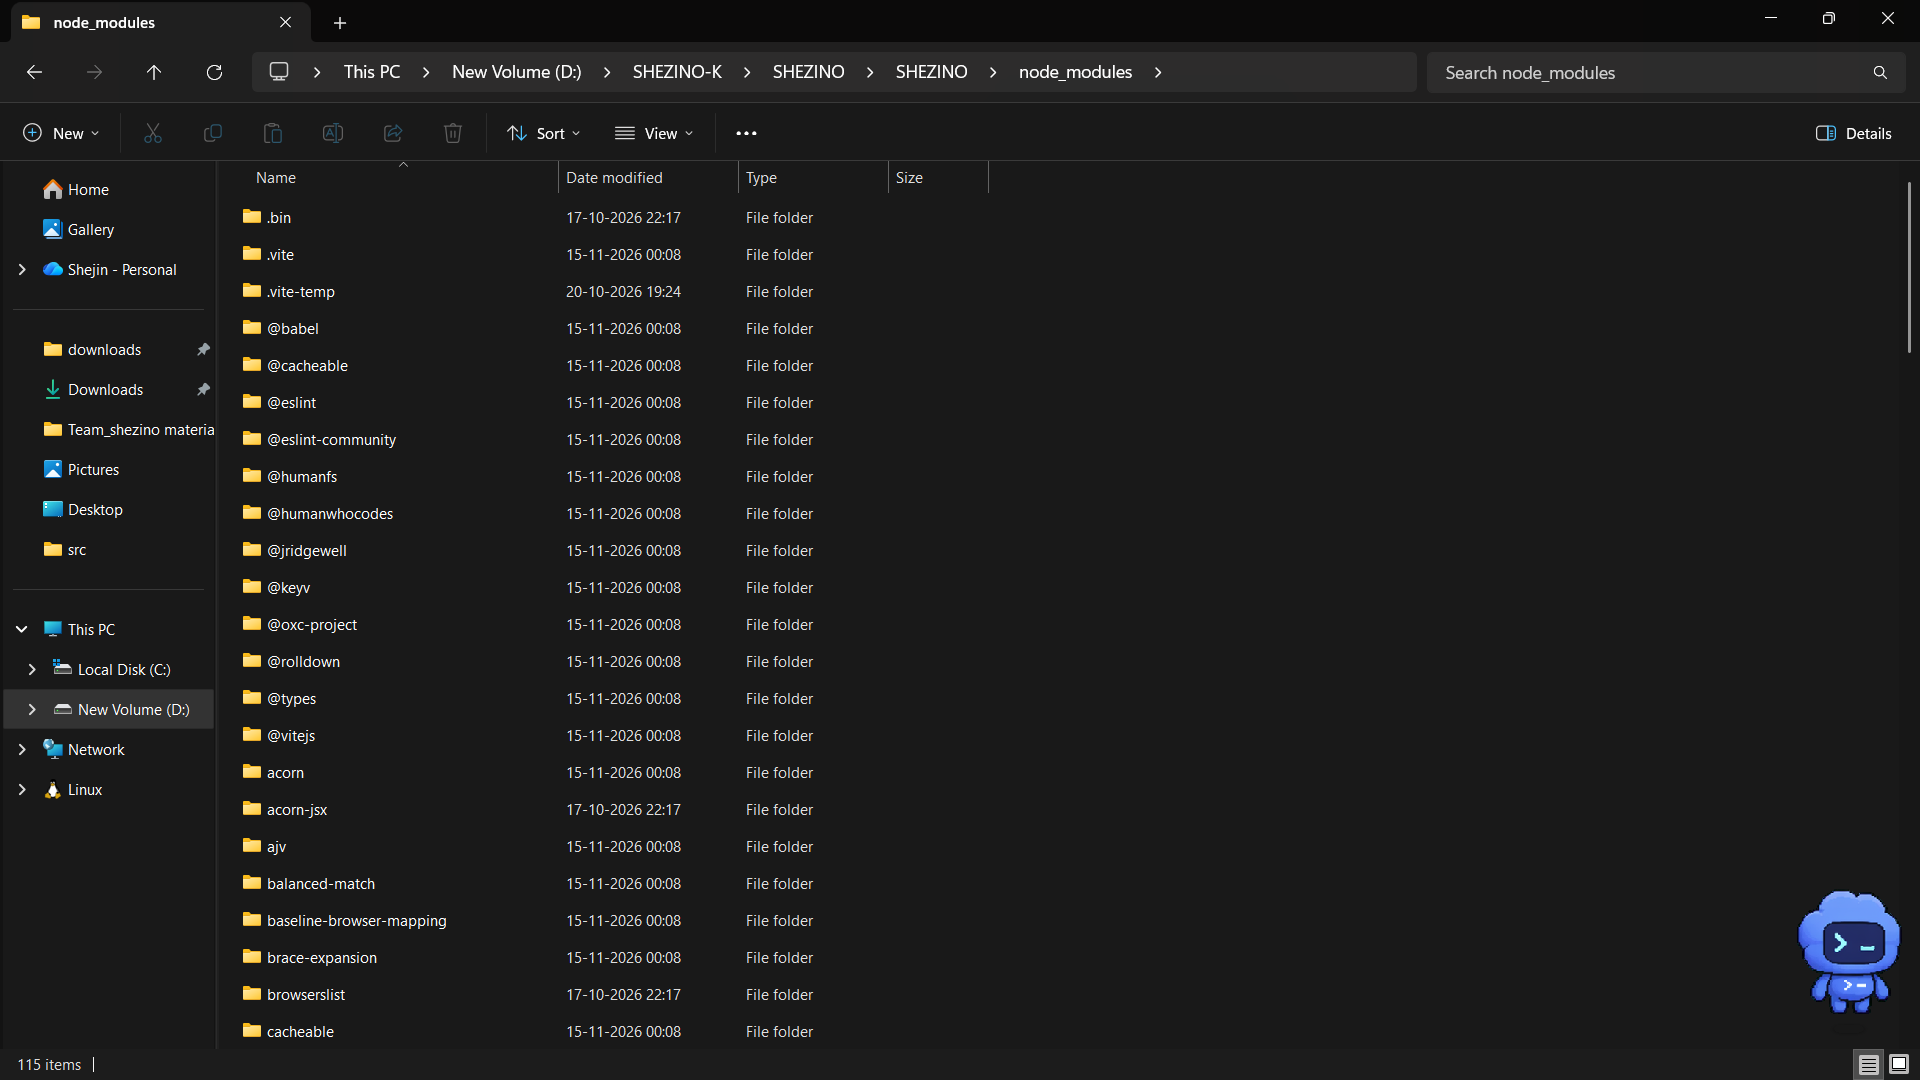 node_modules
This PC
New Volume (D:)
SHEZINO-K
SHEZINO
SHEZINO
node_modules
Search node_modules
New
Sort
View
Details
Name
Date modified
Type
Size
Home
Gallery
Shejin - Personal
downloads
Downloads
Team_shezino materia
Pictures
Desktop
src
This PC
Local Disk (C:)
New Volume (D:)
Network
Linux
.bin 17-10-2026 22:17 File folder
.vite 15-11-2026 00:08 File folder
.vite-temp 20-10-2026 19:24 File folder
@babel 15-11-2026 00:08 File folder
@cacheable 15-11-2026 00:08 File folder
@eslint 15-11-2026 00:08 File folder
@eslint-community 15-11-2026 00:08 File folder
@humanfs 15-11-2026 00:08 File folder
@humanwhocodes 15-11-2026 00:08 File folder
@jridgewell 15-11-2026 00:08 File folder
@keyv 15-11-2026 00:08 File folder
@oxc-project 15-11-2026 00:08 File folder
@rolldown 15-11-2026 00:08 File folder
@types 15-11-2026 00:08 File folder
@vitejs 15-11-2026 00:08 File folder
acorn 15-11-2026 00:08 File folder
acorn-jsx 17-10-2026 22:17 File folder
ajv 15-11-2026 00:08 File folder
balanced-match 15-11-2026 00:08 File folder
baseline-browser-mapping 15-11-2026 00:08 File folder
brace-expansion 15-11-2026 00:08 File folder
browserslist 17-10-2026 22:17 File folder
cacheable 15-11-2026 00:08 File folder
115 items